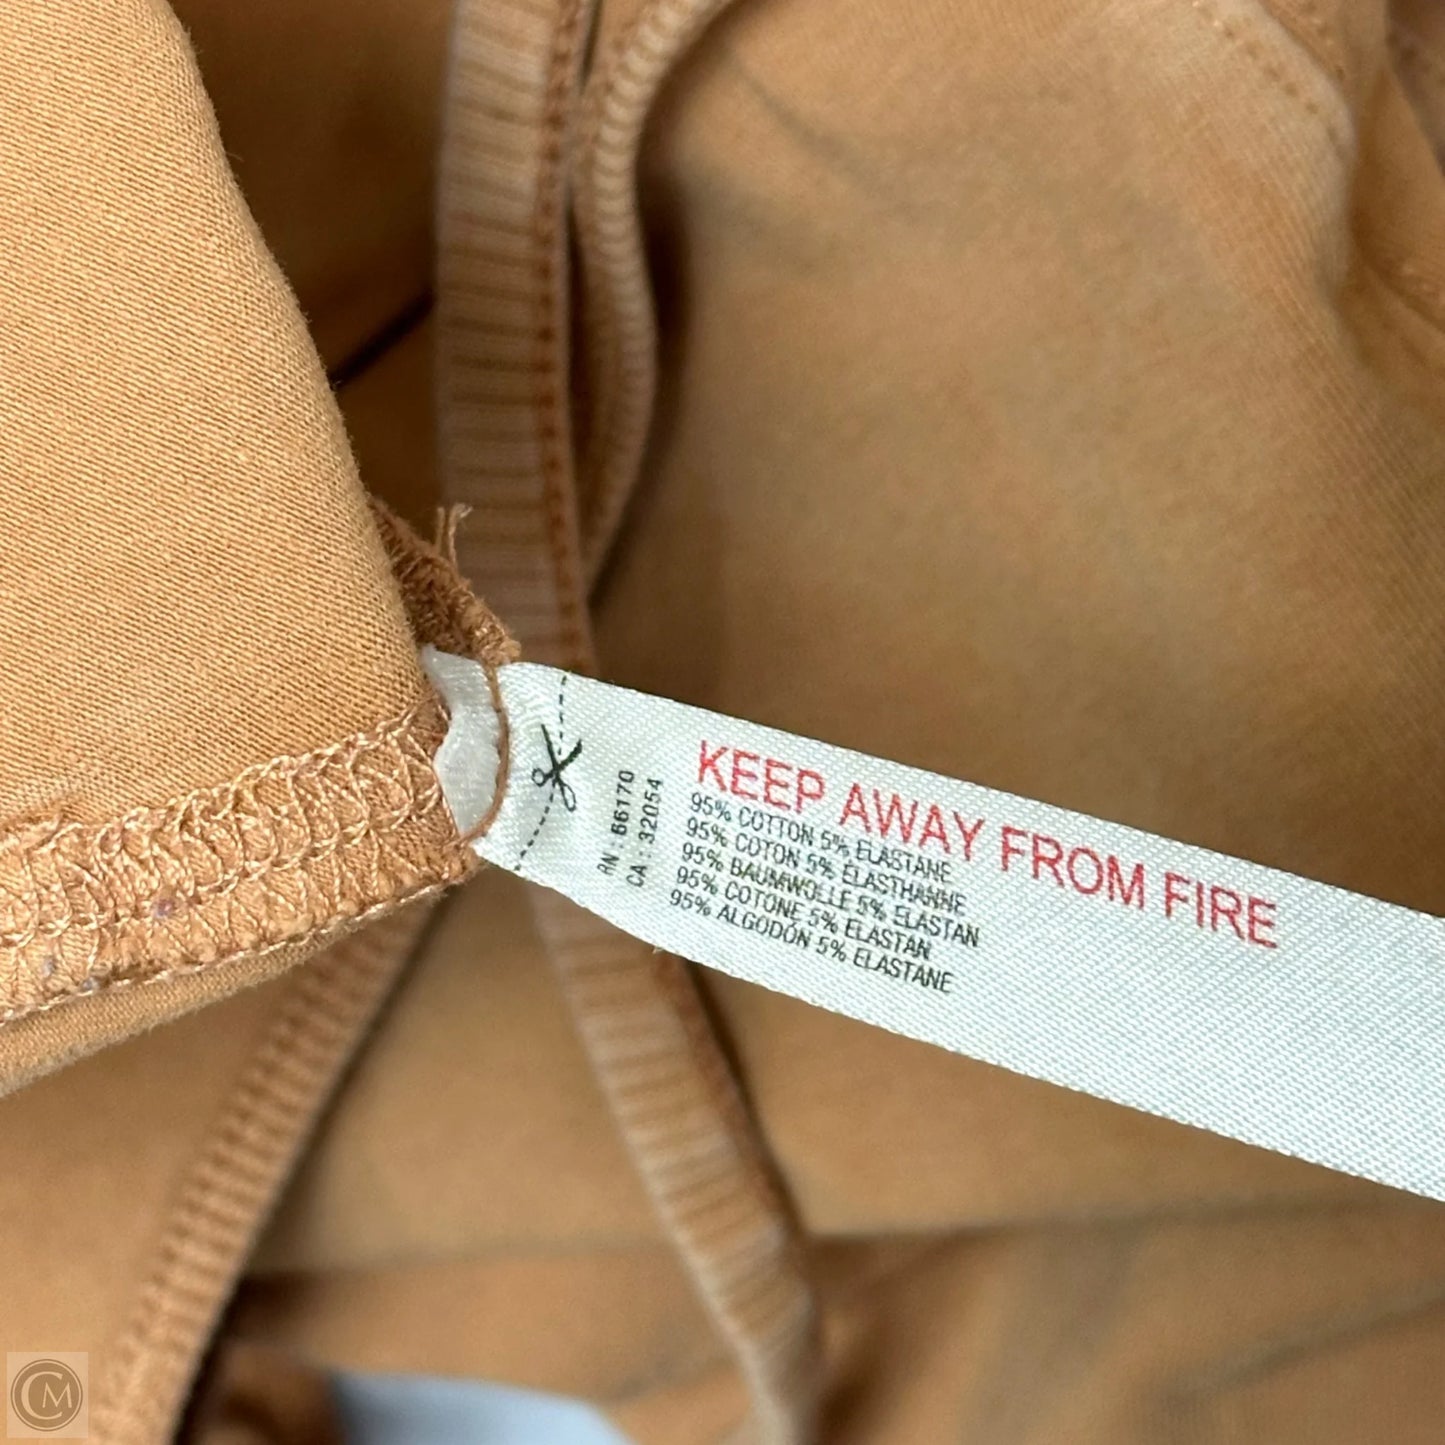 KEEP AWAY FROM FIRE
95% COTTON 5% ELASTANE
95% COTON 5% ELASTHANNE
95% BAUMWOLLE 5% ELASTAN
95% COTONE 5% ELASTAN
95% ALGODÓN 5% ELASTANE
RN : 66170
CA : 32054
CM